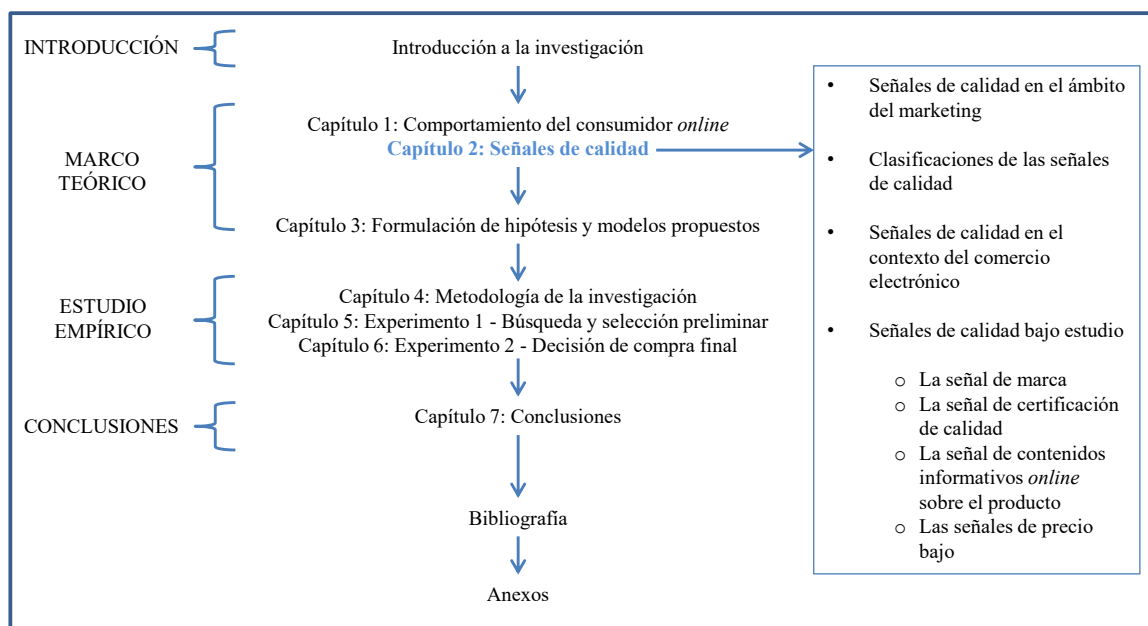 INTRODUCCIÓN
Introducción a la investigación
MARCO
TEÓRICO
Capítulo 1: Comportamiento del consumidor online
Capítulo 2: Señales de calidad
Capítulo 3: Formulación de hipótesis y modelos propuestos
ESTUDIO
EMPÍRICO
Capítulo 4: Metodología de la investigación
Capítulo 5: Experimento 1 - Búsqueda y selección preliminar
Capítulo 6: Experimento 2 - Decisión de compra final
CONCLUSIONES
Capítulo 7: Conclusiones
Bibliografía
Anexos
• Señales de calidad en el ámbito
del marketing
• Clasificaciones de las señales
de calidad
• Señales de calidad en el
contexto del comercio
electrónico
• Señales de calidad bajo estudio
o La señal de marca
o La señal de certificación
de calidad
o La señal de contenidos
informativos online
sobre el producto
o Las señales de precio
bajo